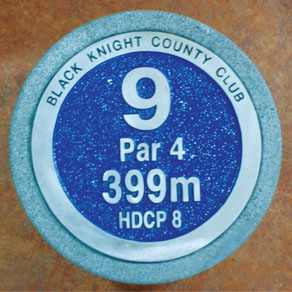 BLACK KNIGHT COUNTY CLUB
9
Par 4
399m
HDCP 8